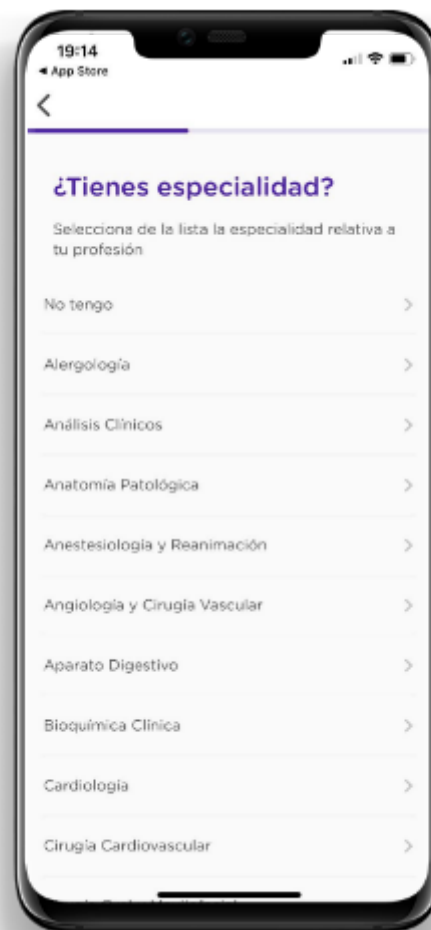 19:14
◀ App Store
¿Tienes especialidad?
Selecciona de la lista la especialidad relativa a
tu profesión
No tengo
Alergología
Análisis Clínicos
Anatomía Patológica
Anestesiología y Reanimación
Angiología y Cirugía Vascular
Aparato Digestivo
Bioquímica Clínica
Cardiología
Cirugía Cardiovascular